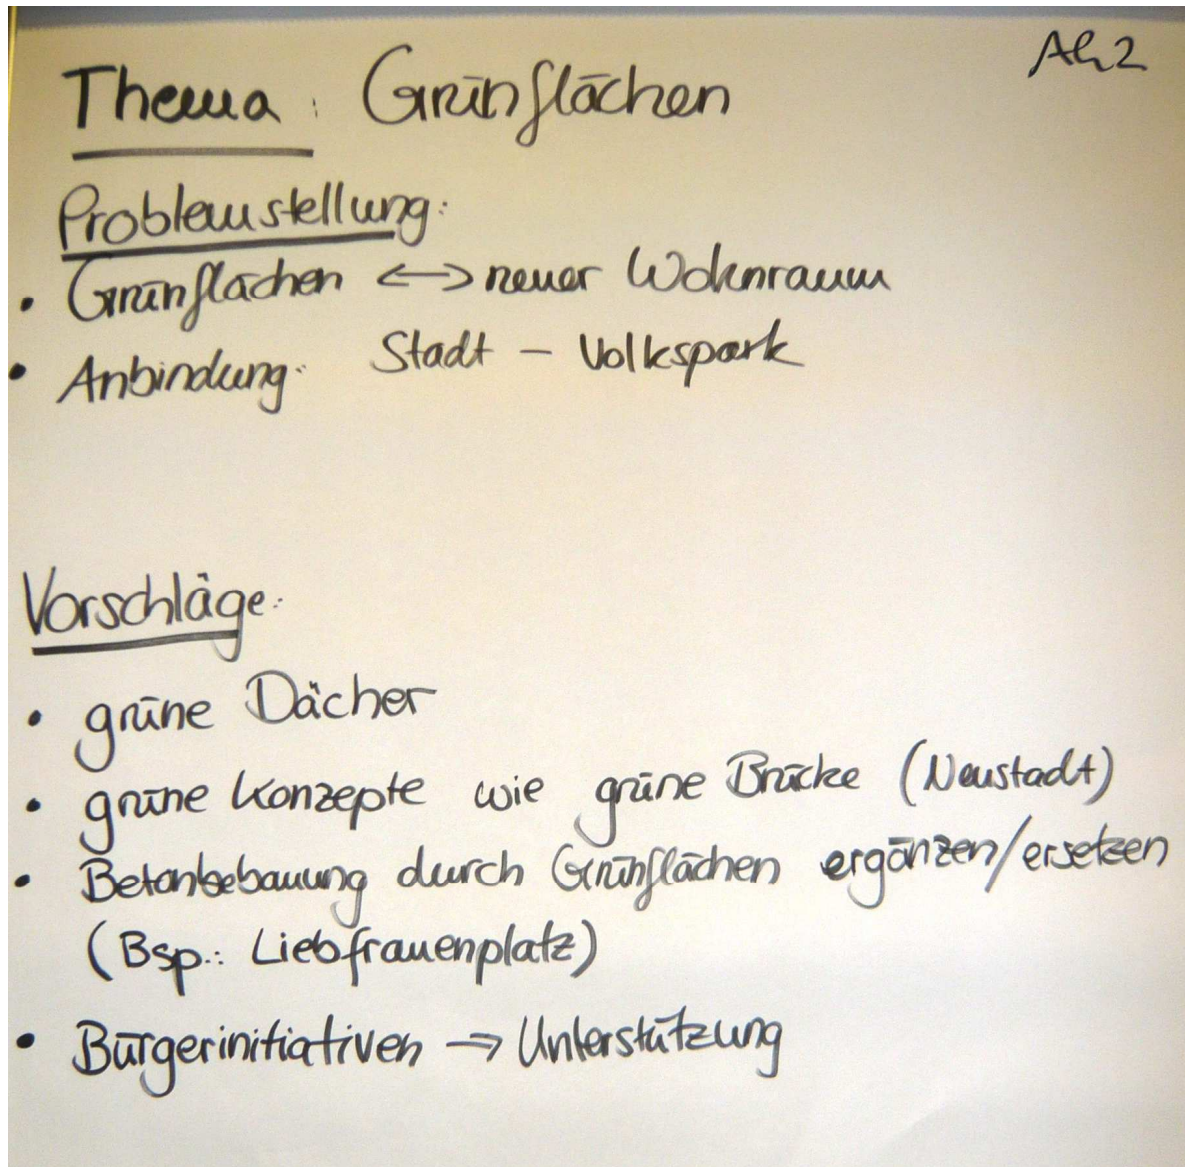 AG 2
Thema: Grünflächen
Problemstellung:
• Grünflächen <-> neuer Wohnraum
• Anbindung: Stadt – Volkspark
Vorschläge:
• grüne Dächer
• grüne Konzepte wie grüne Brücke (Neustadt)
• Betonbebauung durch Grünflächen ergänzen/ersetzen
(Bsp.: Liebfrauenplatz)
• Bürgerinitiativen => Unterstützung